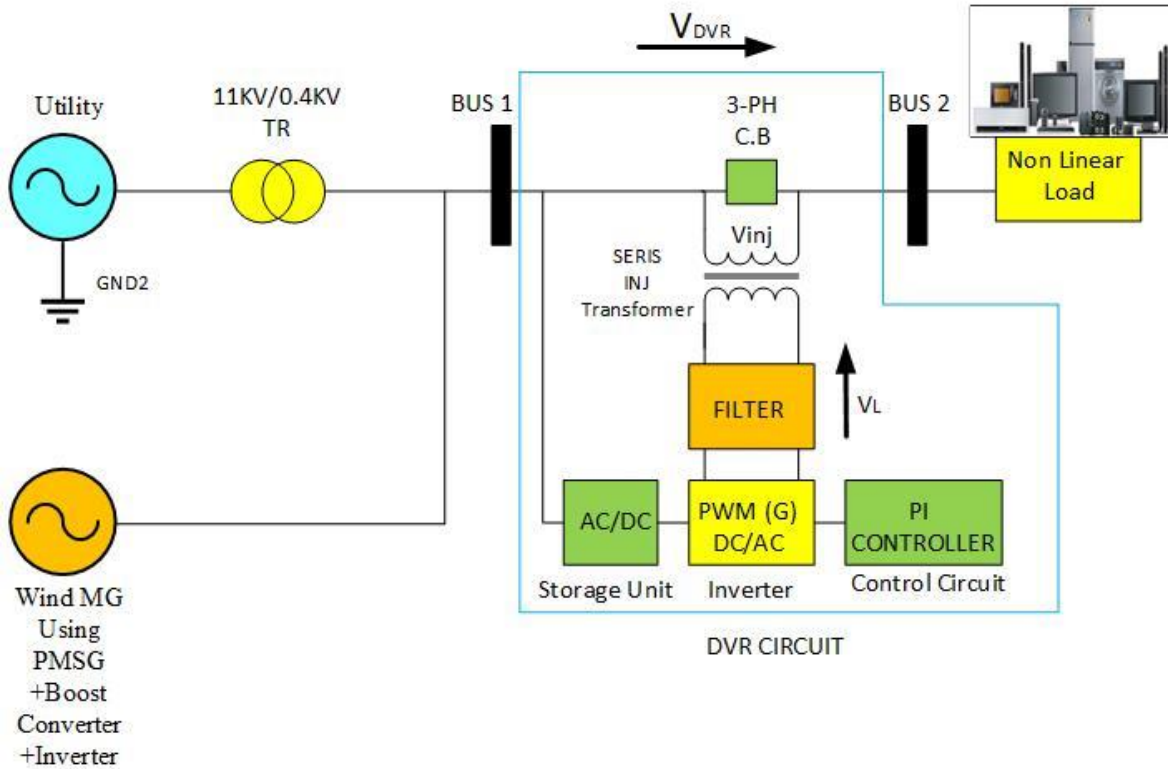 VDVR
Utility
11KV/0.4KV
TR
BUS 1
3-PH
C.B
BUS 2
Non Linear
Load
GND2
Vinj
SERIS
INJ
Transformer
FILTER
VL
AC/DC
PWM (G)
DC/AC
PI
CONTROLLER
Storage Unit
Inverter
Control Circuit
DVR CIRCUIT
Wind MG
Using
PMSG
+Boost
Converter
+Inverter